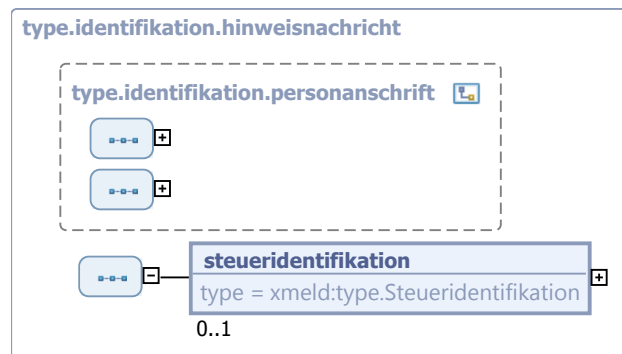 type.identifikation.hinweisnachricht
type.identifikation.personanschrift
steueridentifikation
type = xmeld:type.Steueridentifikation
0..1